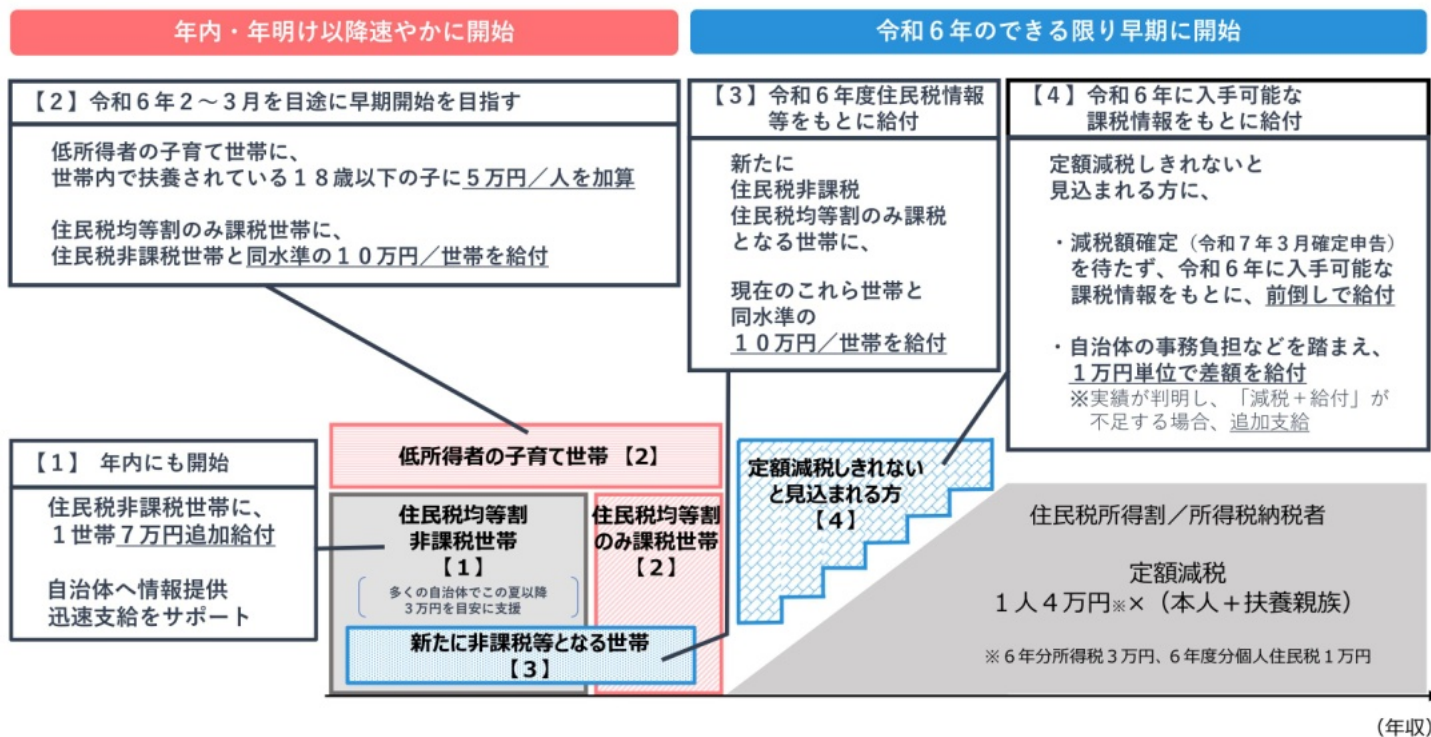 年内・年明け以降速やかに開始
令和６年のできる限り早期に開始
【２】令和６年２～３月を目途に早期開始を目指す
低所得者の子育て世帯に、
世帯内で扶養されている１８歳以下の子に５万円／人を加算
住民税均等割のみ課税世帯に、
住民税非課税世帯と同水準の１０万円／世帯を給付
【３】令和６年度住民税情報
等をもとに給付
新たに
住民税非課税
住民税均等割のみ課税
となる世帯に、
現在のこれら世帯と
同水準の
１０万円／世帯を給付
【４】令和６年に入手可能な
課税情報をもとに給付
定額減税しきれないと
見込まれる方に、
・減税額確定（令和７年３月確定申告）
を待たず、令和６年に入手可能な
課税情報をもとに、前倒しで給付
・自治体の事務負担などを踏まえ、
１万円単位で差額を給付
※実績が判明し、「減税＋給付」が
不足する場合、追加支給
【１】 年内にも開始
住民税非課税世帯に、
１世帯７万円追加給付
自治体へ情報提供
迅速支給をサポート
低所得者の子育て世帯【２】
住民税均等割
非課税世帯
【１】
多くの自治体でこの夏以降
３万円を目安に支援
住民税均等割
のみ課税世帯
【２】
新たに非課税等となる世帯
【３】
定額減税しきれない
と見込まれる方
【４】
住民税所得割／所得税納税者
定額減税
１人４万円※×（本人＋扶養親族）
※６年分所得税３万円、６年度分個人住民税１万円
（年収）